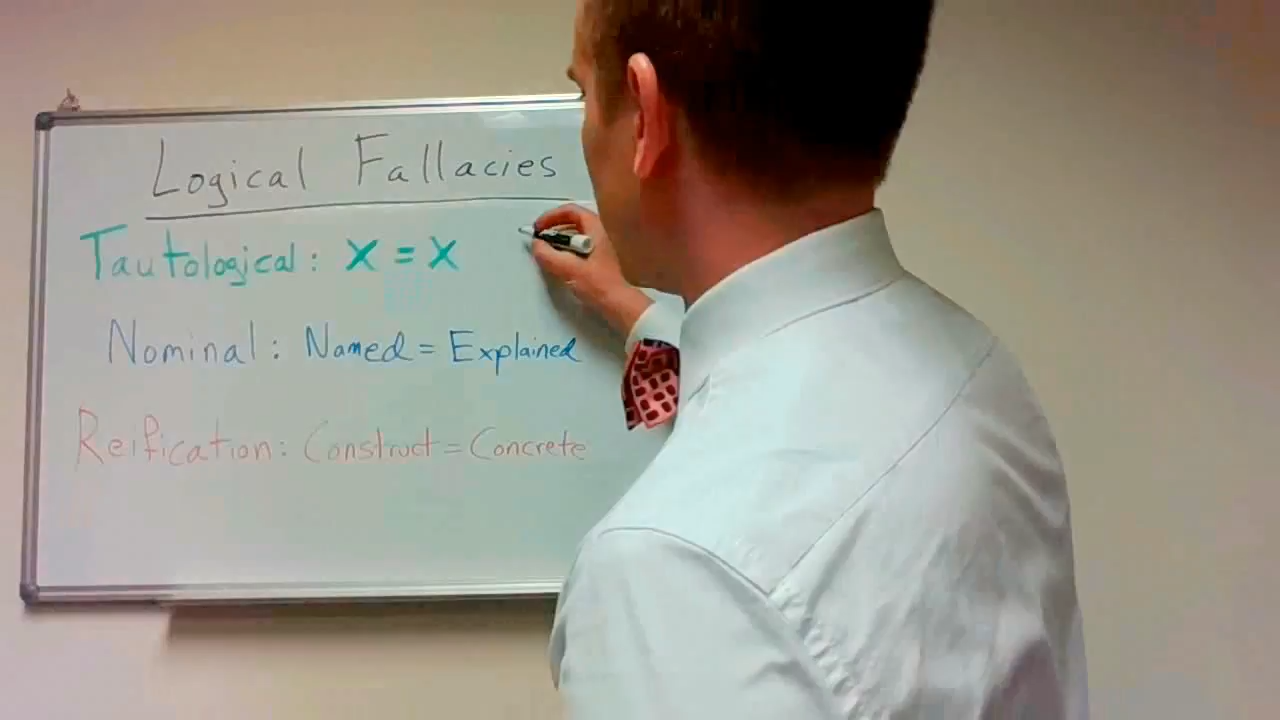 Logical Fallacies
Tautological: X = X
Nominal: Named = Explained
Reification: Construct = Concrete